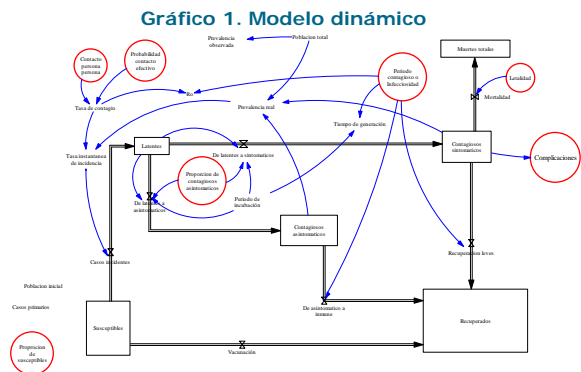 Gráfico 1. Modelo dinámico
Prevalencia
observada
Poblacion total
Muertes totales
Contacto
persona
persona
Probabilidad
contacto
efectivo
Periodo
contagioso o
Infecciosidad
Letalidad
Tasa de contagio
Ro
Mortalidad
Prevalencia real
Tiempo de generación
Tasa instantanea
de incidencia
Latentes
De latentes a sintomaticos
Contagiosos
sintomaticos
Complicaciones
Proporcion de
contagiosos
asintomaticos
De latentes a
asintomaticos
Periodo de
incubación
Contagiosos
asintomaticos
Casos incidentes
Recuperacion leves
Poblacion inicial
Casos primarios
Susceptibles
De asintomatico a
inmune
Recuperados
Proporcion
de
susceptibles
Vacunación